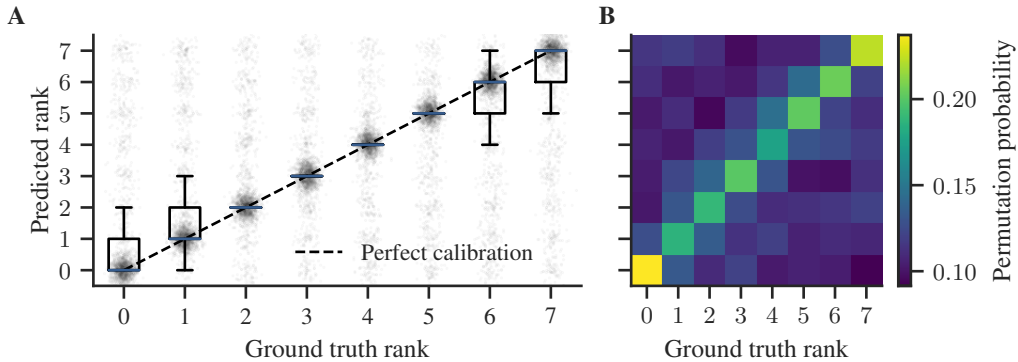 A
Predicted rank
7
6
5
4
3
2
1
0
Perfect calibration
0 1 2 3 4 5 6 7
Ground truth rank
B
0 1 2 3 4 5 6 7
Ground truth rank
0.20
0.15
0.10
Permutation probability